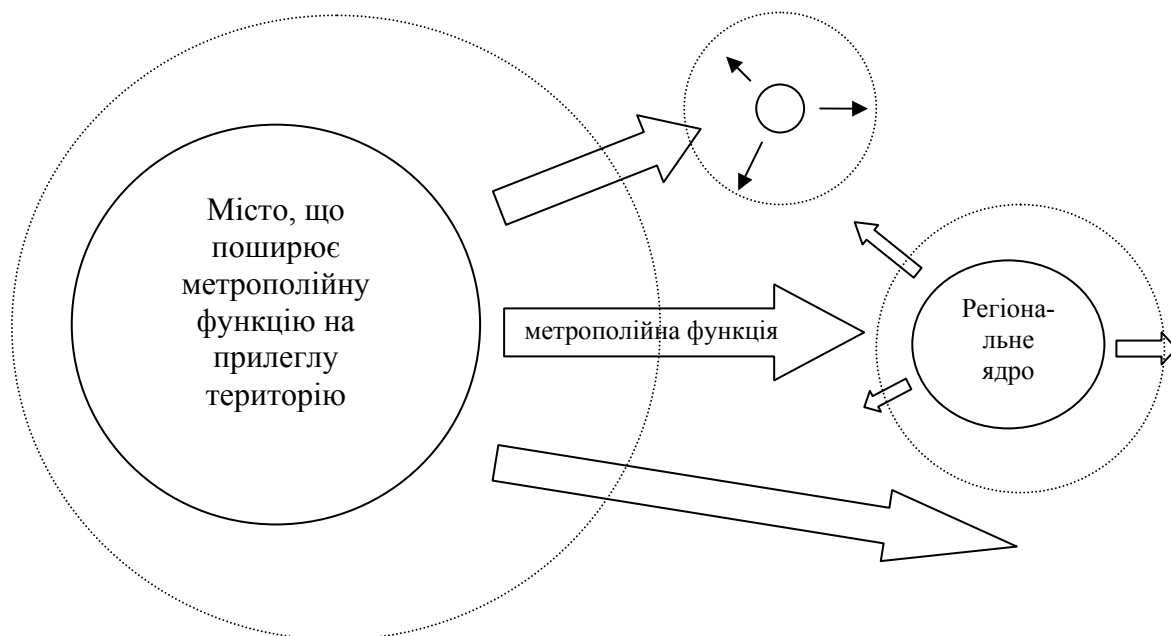 Місто, що
поширює
метрополійну
функцію на
прилеглу
територію
метрополійна функція
Регіона-
льне
ядро